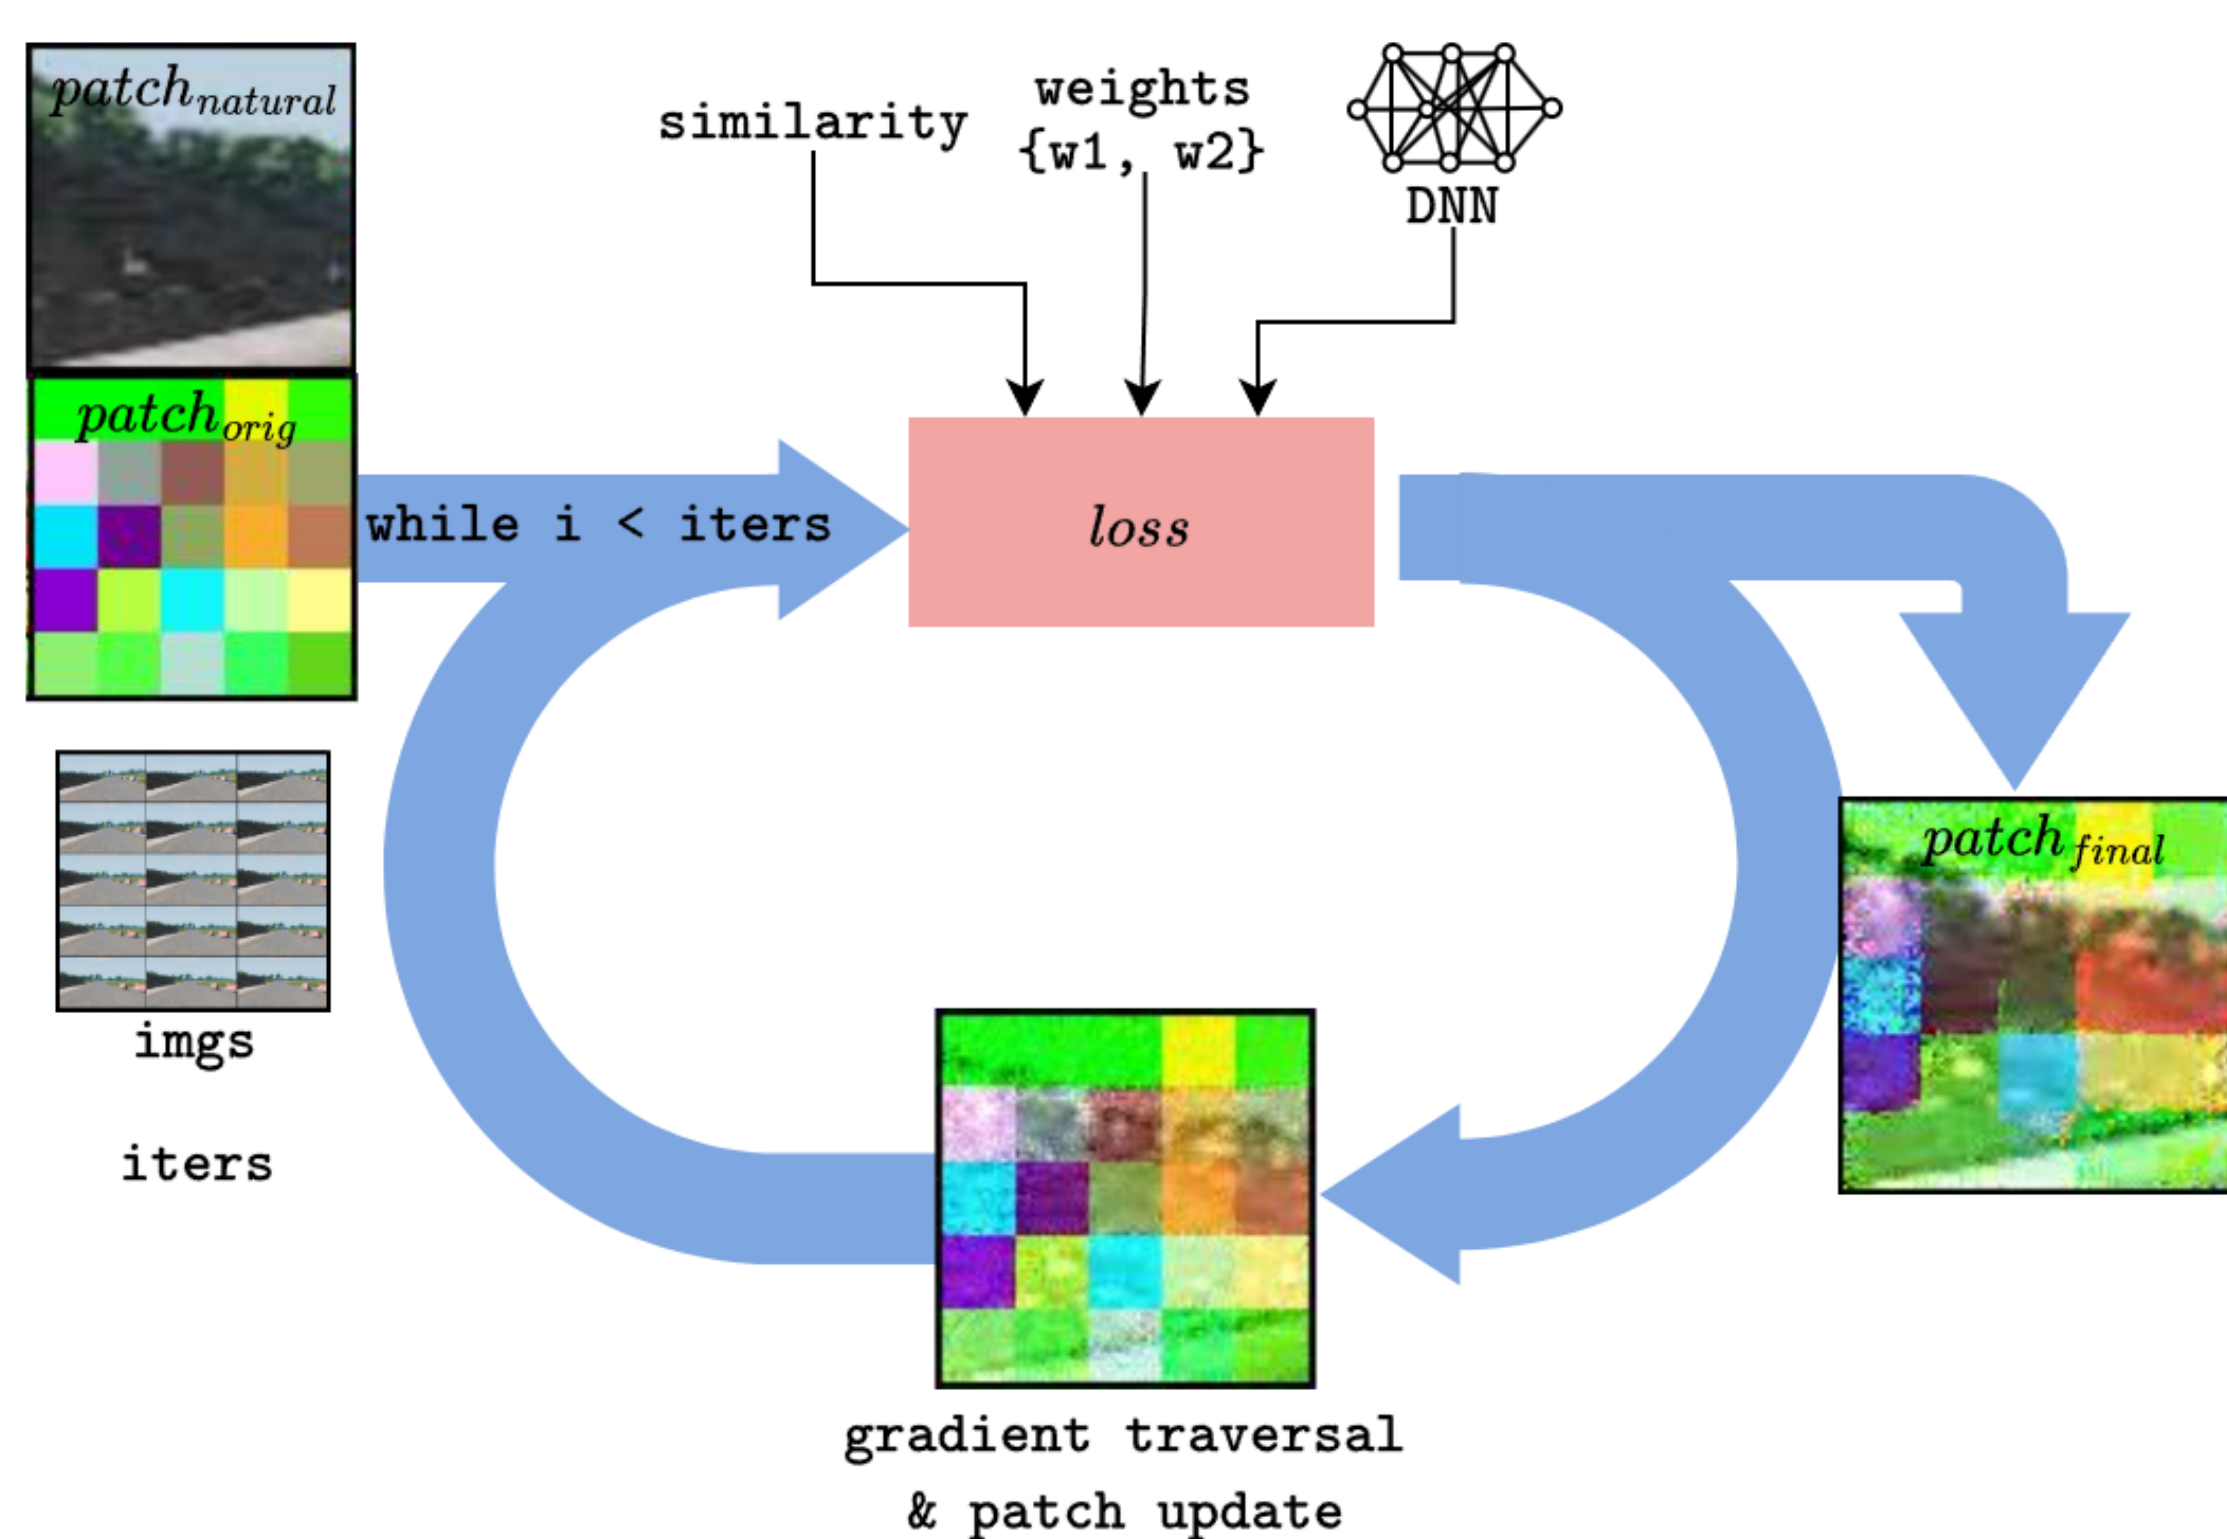 patch_natural
similarity
weights
{w1, w2}
DNN
patch_orig
while i < iters
loss
patch_final
imgs
iters
gradient traversal
& patch update